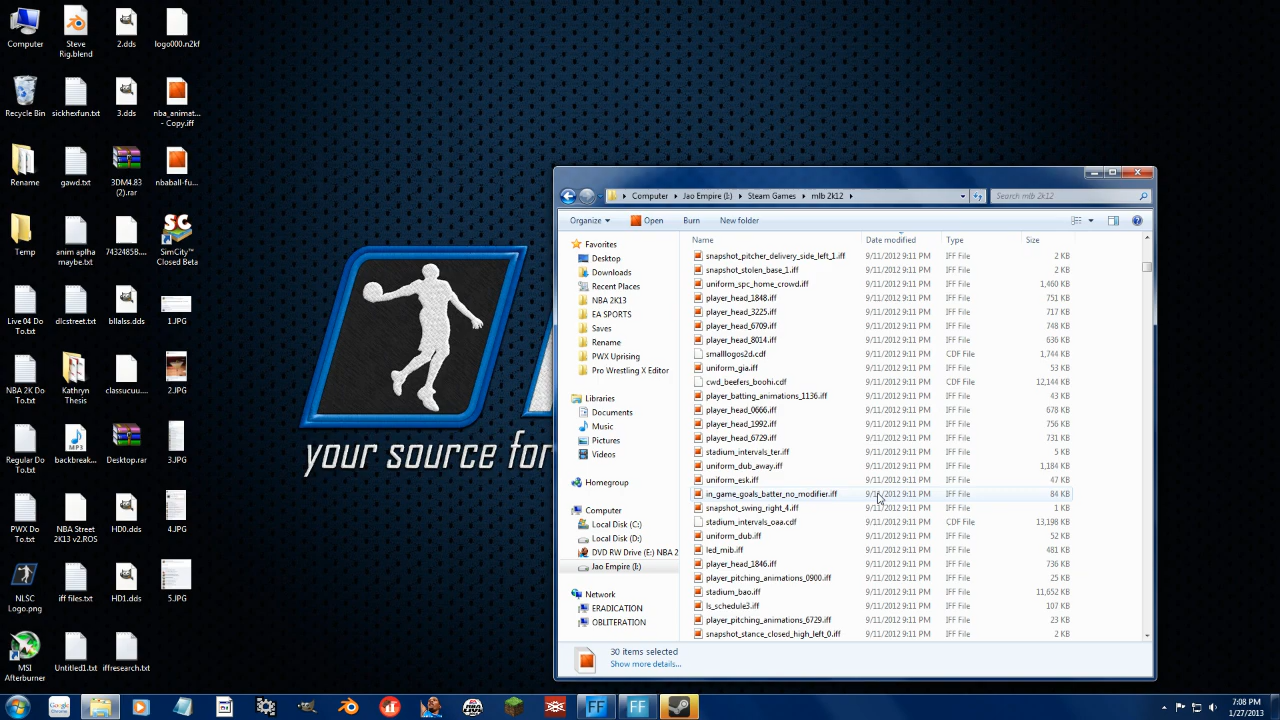 Computer
Steve Rig.blend
2.dds
logo000.n2kf
Recycle Bin
sickhexfun.txt
3.dds
nba_animat... - Copy.iff
Rename
gawd.txt
3DM4.83 (2).rar
nbaball-fu...
Temp
anim aplha maybe.txt
7432485B...
SimCity™ Closed Beta
Live 04 Do To.txt
dlcstreet.txt
bllalss.dds
1.JPG
NBA 2K Do To.txt
Kathryn Thesis
classucuu...
2.JPG
Regular Do To.txt
backbreak...
Desktop.rar
3.JPG
PWX Do To.txt
NBA Street 2K13 v2.ROS
HD0.dds
4.JPG
NLSC Logo.png
iff files.txt
HD1.dds
5.JPG
MSI Afterburner
Untitled1.txt
iffresearch.txt
your source for
Computer Jao Empire (I:) Steam Games mlb 2k12
Search mlb 2k12
Organize Open Burn New folder
Favorites
Desktop
Downloads
Recent Places
NBA 2K13
EA SPORTS
Saves
Rename
PWX Uprising
Pro Wrestling X Editor
Libraries
Documents
Music
Pictures
Videos
Homegroup
Computer
Local Disk (C:)
Local Disk (D:)
DVD RW Drive (E:) NBA 2
Jao Empire (I:)
Network
ERADICATION
OBLITERATION
Name Date modified Type Size
snapshot_pitcher_delivery_side_left_1.iff 9/11/2012 9:11 PM IFF File 2 KB
snapshot_stolen_base_1.iff 9/11/2012 9:11 PM IFF File 2 KB
uniform_spc_home_crowd.iff 9/11/2012 9:11 PM IFF File 1,460 KB
player_head_1848.iff 9/11/2012 9:11 PM IFF File 751 KB
player_head_3225.iff 9/11/2012 9:11 PM IFF File 717 KB
player_head_6709.iff 9/11/2012 9:11 PM IFF File 748 KB
player_head_8014.iff 9/11/2012 9:11 PM IFF File 636 KB
smalllogos2d.cdf 9/11/2012 9:11 PM CDF File 1,744 KB
uniform_gia.iff 9/11/2012 9:11 PM IFF File 53 KB
cwd_beefers_boohi.cdf 9/11/2012 9:11 PM CDF File 12,144 KB
player_batting_animations_1136.iff 9/11/2012 9:11 PM IFF File 43 KB
player_head_0666.iff 9/11/2012 9:11 PM IFF File 678 KB
player_head_1992.iff 9/11/2012 9:11 PM IFF File 756 KB
player_head_6729.iff 9/11/2012 9:11 PM IFF File 731 KB
stadium_intervals_ter.iff 9/11/2012 9:11 PM IFF File 5 KB
uniform_dub_away.iff 9/11/2012 9:11 PM IFF File 1,184 KB
uniform_esk.iff 9/11/2012 9:11 PM IFF File 47 KB
in_game_goals_batter_no_modifier.iff 9/11/2012 9:11 PM IFF File 84 KB
snapshot_swing_right_4.iff 9/11/2012 9:11 PM IFF File 1 KB
stadium_intervals_oaa.cdf 9/11/2012 9:11 PM CDF File 13,198 KB
uniform_dub.iff 9/11/2012 9:11 PM IFF File 52 KB
led_mib.iff 9/11/2012 9:11 PM IFF File 481 KB
player_head_1846.iff 9/11/2012 9:11 PM IFF File 736 KB
player_pitching_animations_0900.iff 9/11/2012 9:11 PM IFF File 23 KB
stadium_bao.iff 9/11/2012 9:11 PM IFF File 11,652 KB
ls_schedule3.iff 9/11/2012 9:11 PM IFF File 107 KB
player_pitching_animations_6729.iff 9/11/2012 9:11 PM IFF File 23 KB
snapshot_stance_closed_high_left_0.iff 9/11/2012 9:11 PM IFF File 2 KB
30 items selected
Show more details...
7:08 PM
1/27/2013